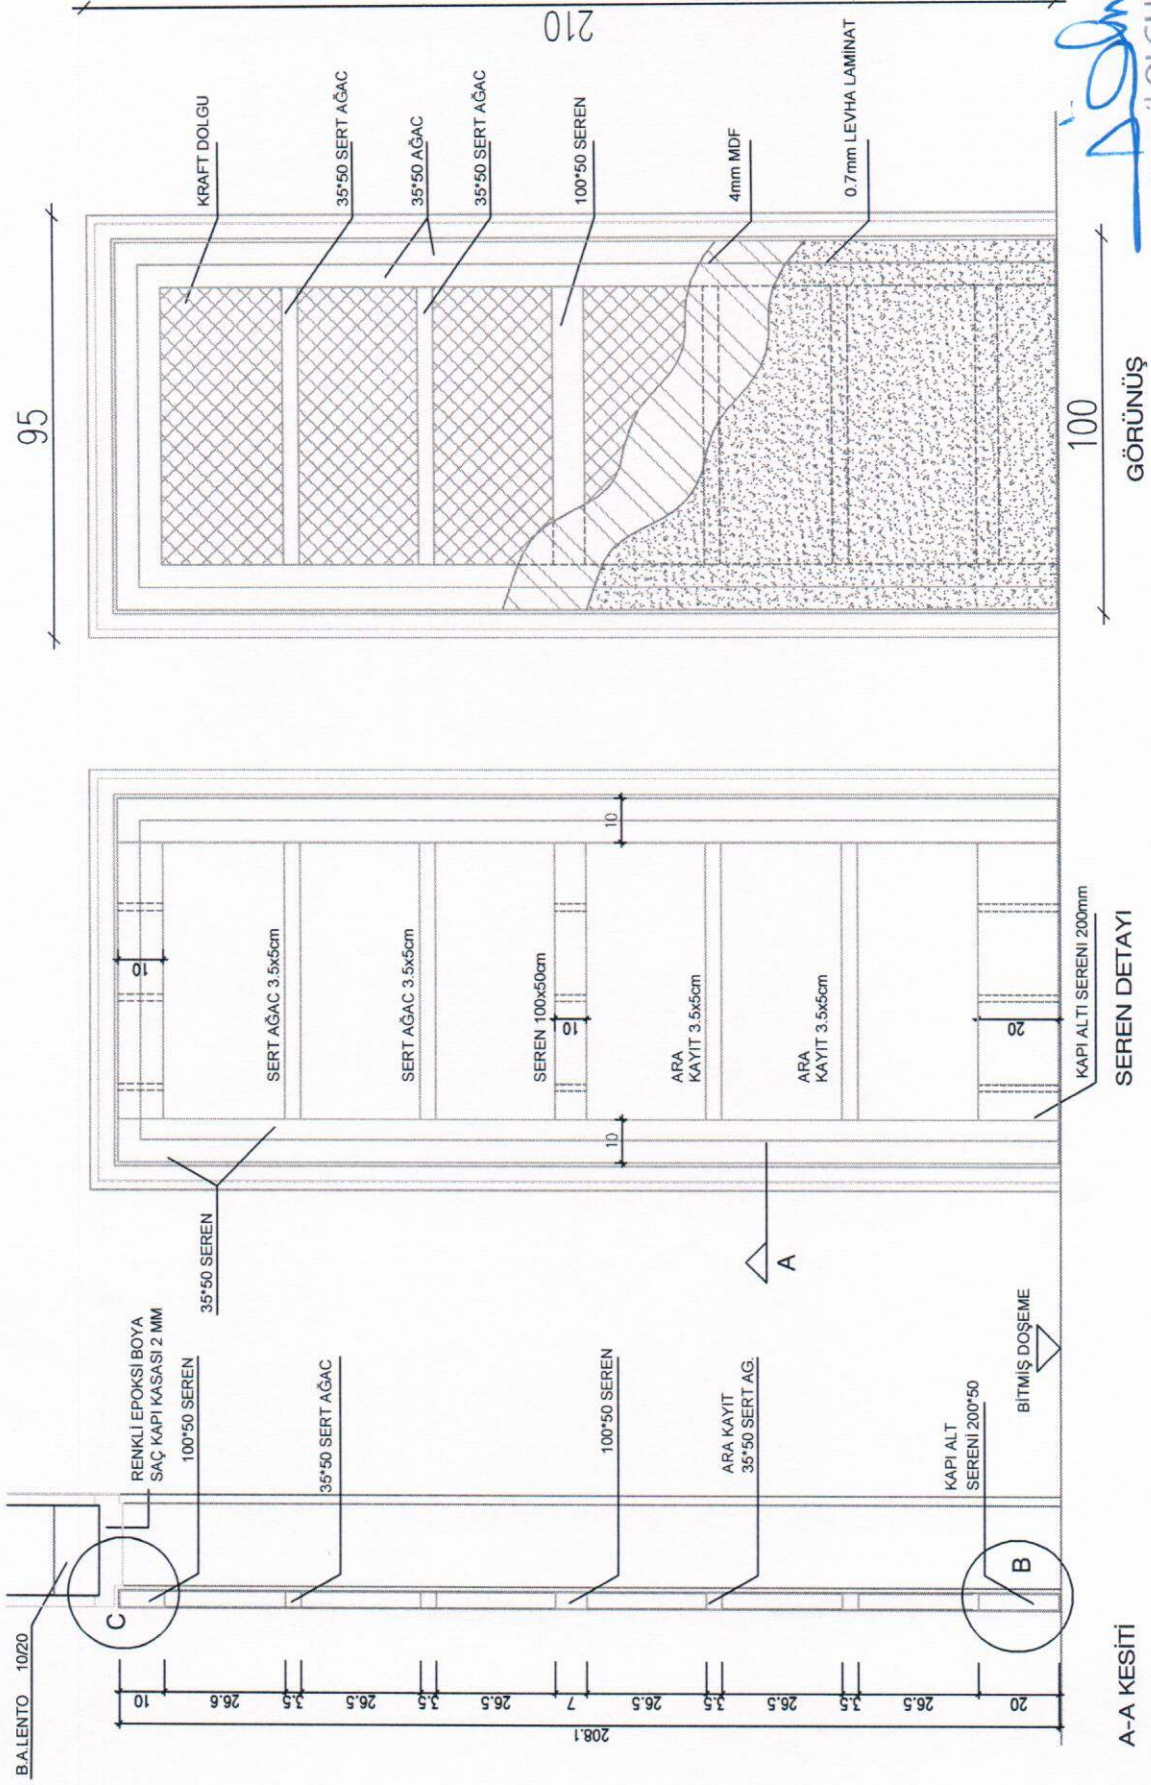 B.A.LENTO 10/20
RENKLİ EPOKSİ BOYA
SAÇ KAPI KASASI 2 MM
100*50 SEREN
35*50 SERT AĞAC
100*50 SEREN
ARA KAYIT
35*50 SERT AG.
KAPI ALT
SERENİ 200*50
BİTMİŞ DOŞEME
C
B
10
26.6
3.5
26.5
3.5
26.5
7
26.5
3.5
26.5
3.5
26.5
20
208.1
A-A KESİTİ
35*50 SEREN
10
SERT AĞAC 3.5x5cm
SERT AĞAC 3.5x5cm
SEREN 100x50cm
10
10
10
ARA
KAYIT 3.5x5cm
ARA
KAYIT 3.5x5cm
20
A
KAPI ALTI SERENİ 200mm
SEREN DETAYI
95
210
KRAFT DOLGU
35*50 SERT AĞAC
35*50 AĞAC
35*50 SERT AĞAC
100*50 SEREN
4mm MDF
0.7mm LEVHA LAMİNAT
100
GÖRÜNÜŞ